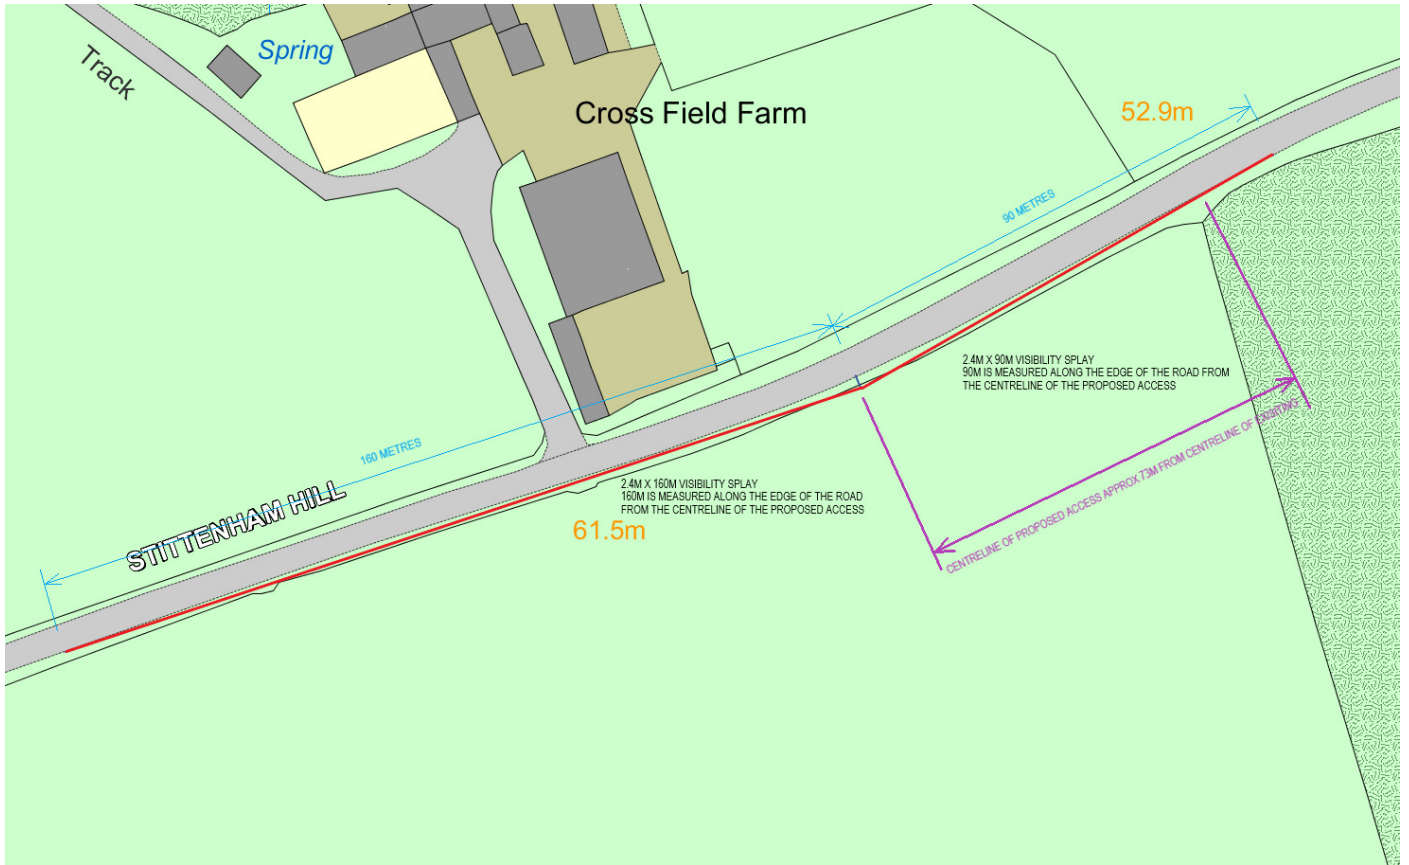 Track
Spring
Cross Field Farm
52.9m
90 METRES
160 METRES
2.4M X 90M VISIBILITY SPLAY
90M IS MEASURED ALONG THE EDGE OF THE ROAD FROM
THE CENTRELINE OF THE PROPOSED ACCESS
STITTENHAM HILL
2.4M X 160M VISIBILITY SPLAY
160M IS MEASURED ALONG THE EDGE OF THE ROAD
FROM THE CENTRELINE OF THE PROPOSED ACCESS
61.5m
CENTRELINE OF PROPOSED ACCESS APPROX 73M FROM CENTRELINE OF EXISITING